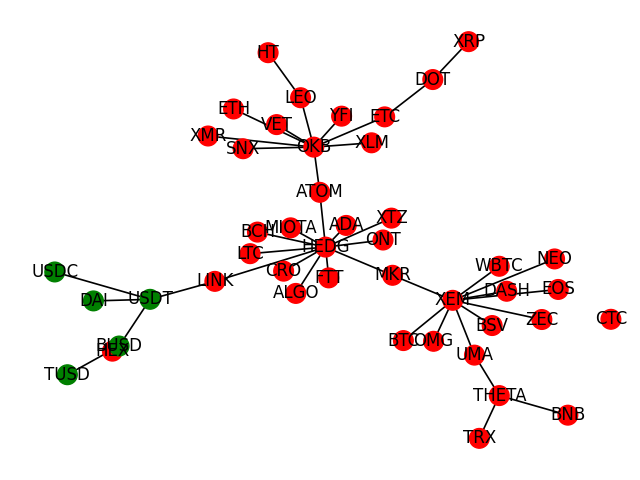 XRP
HT
DOT
LEO
ETH
YFI
ETC
VET
XMR
SNX
OKB
XLM
ATOM
XTZ
ADA
MIOTA
BCH
ONT
HEDG
LTC
NEO
WBTC
USDC
CRO
MKR
FTT
LINK
EOS
DASH
ALGO
USDT
DAI
XEM
CTC
ZEC
BSV
BTC
OMG
BUSD
HEX
UMA
TUSD
THETA
BNB
TRX